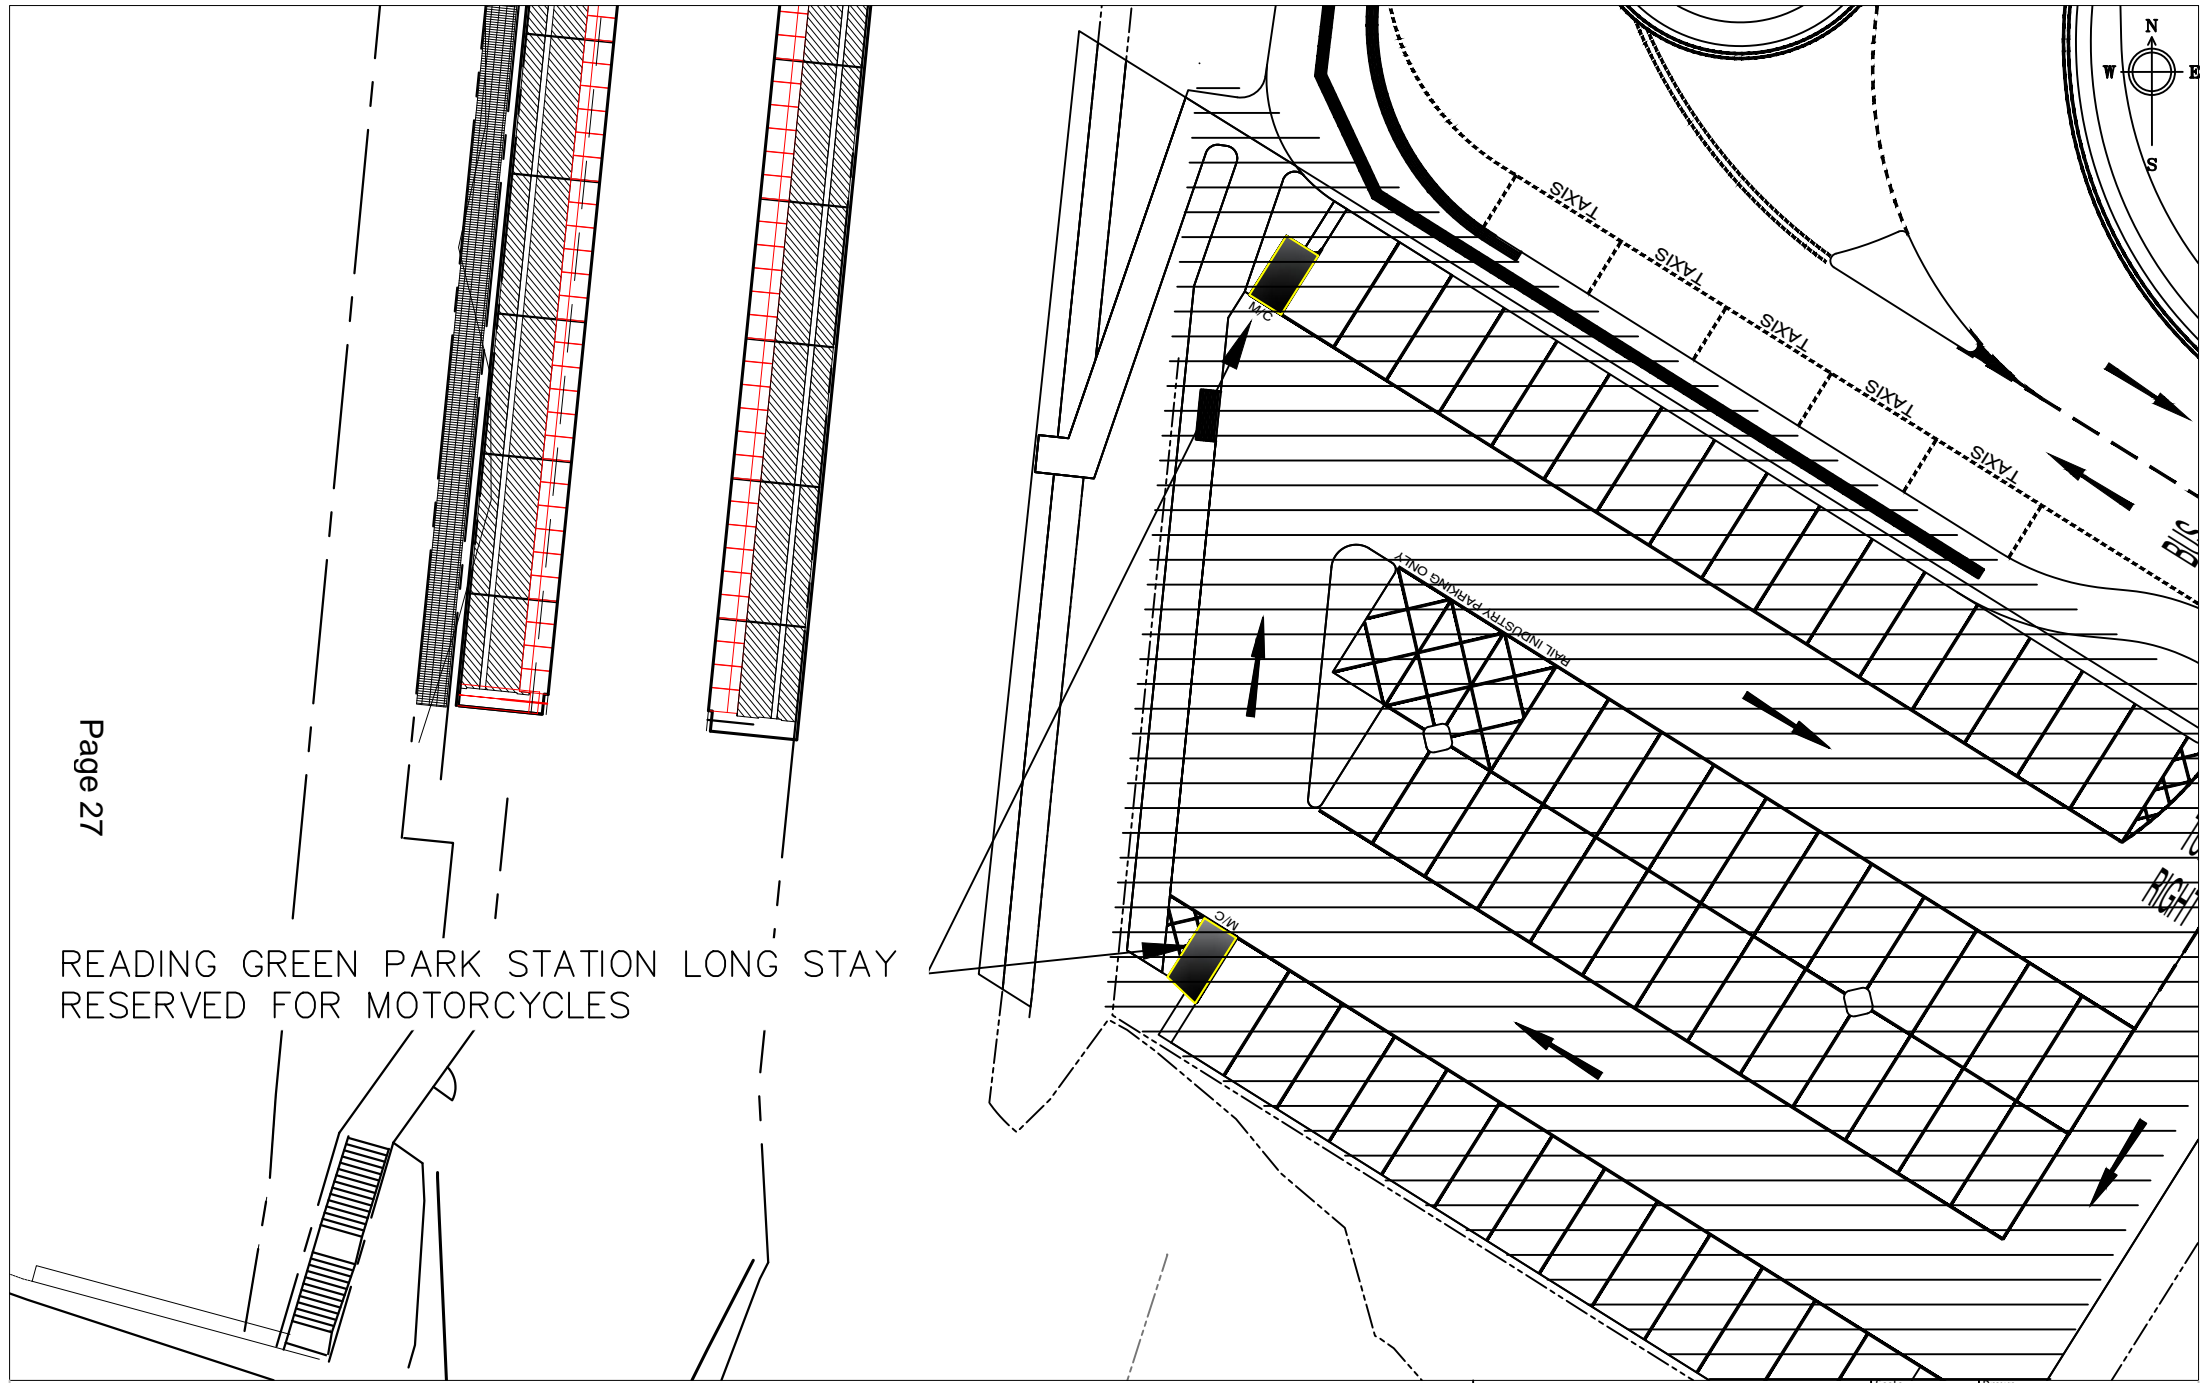 N
W E
S
TAXIS
TAXIS
TAXIS
TAXIS
TAXIS
M/C
BUS
RAIL INDUSTRY PARKING ONLY
RIGHT
M/C
Page 27
READING GREEN PARK STATION LONG STAY
RESERVED FOR MOTORCYCLES